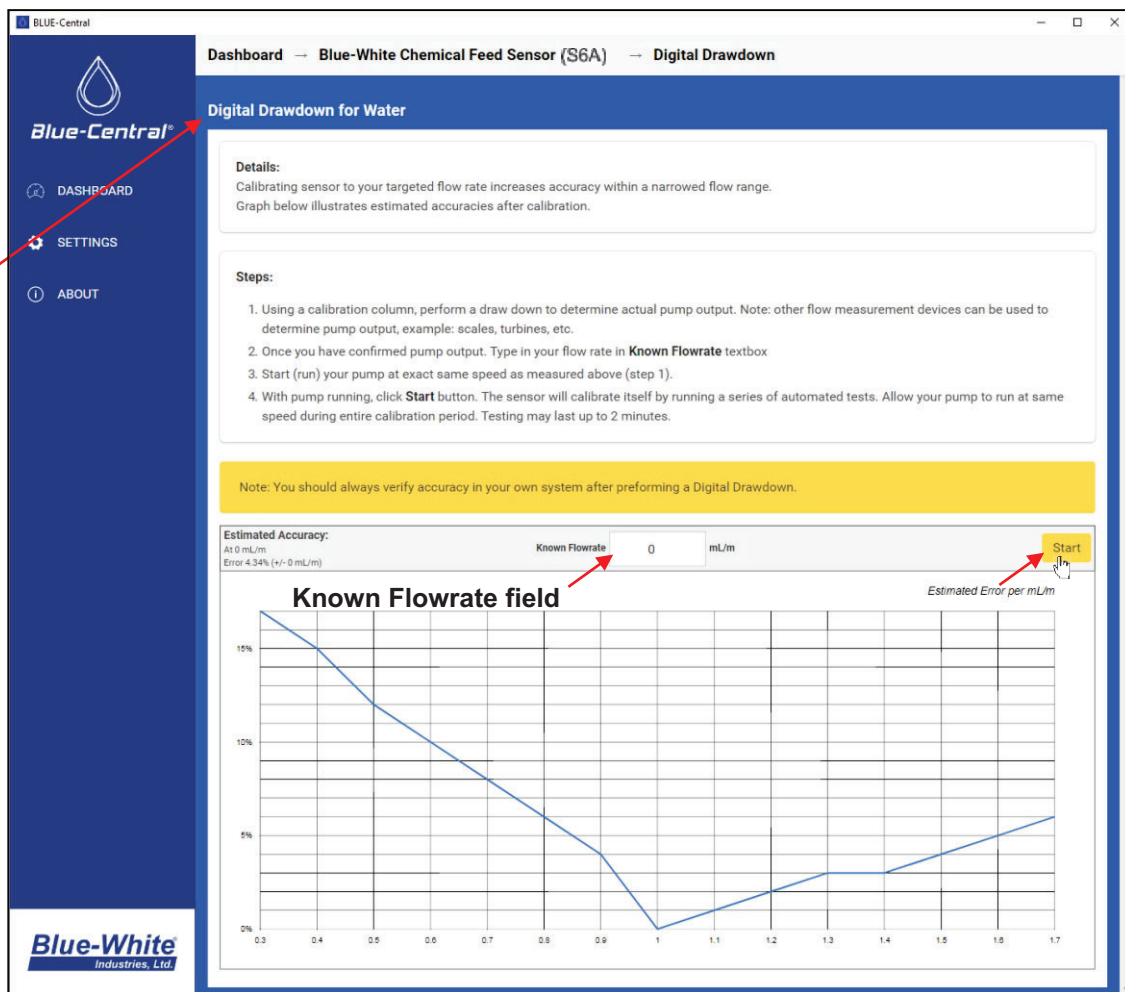 BLUE-Central
Dashboard → Blue-White Chemical Feed Sensor (S6A) → Digital Drawdown
Blue-Central®
DASHBOARD
SETTINGS
ABOUT
Digital Drawdown for Water
Details:
Calibrating sensor to your targeted flow rate increases accuracy within a narrowed flow range.
Graph below illustrates estimated accuracies after calibration.
Steps:
1. Using a calibration column, perform a draw down to determine actual pump output. Note: other flow measurement devices can be used to
determine pump output, example: scales, turbines, etc.
2. Once you have confirmed pump output. Type in your flow rate in Known Flowrate textbox
3. Start (run) your pump at exact same speed as measured above (step 1).
4. With pump running, click Start button. The sensor will calibrate itself by running a series of automated tests. Allow your pump to run at same
speed during entire calibration period. Testing may last up to 2 minutes.
Note: You should always verify accuracy in your own system after preforming a Digital Drawdown.
Estimated Accuracy:
At 0 mL/m
Error 4.34% (+/- 0 mL/m)
Known Flowrate 0 mL/m
Start
Known Flowrate field
Estimated Error per mL/m
15%
10%
5%
0%
0.3 0.4 0.5 0.6 0.7 0.8 0.9 1 1.1 1.2 1.3 1.4 1.5 1.6 1.7
Blue-White®
Industries, Ltd.